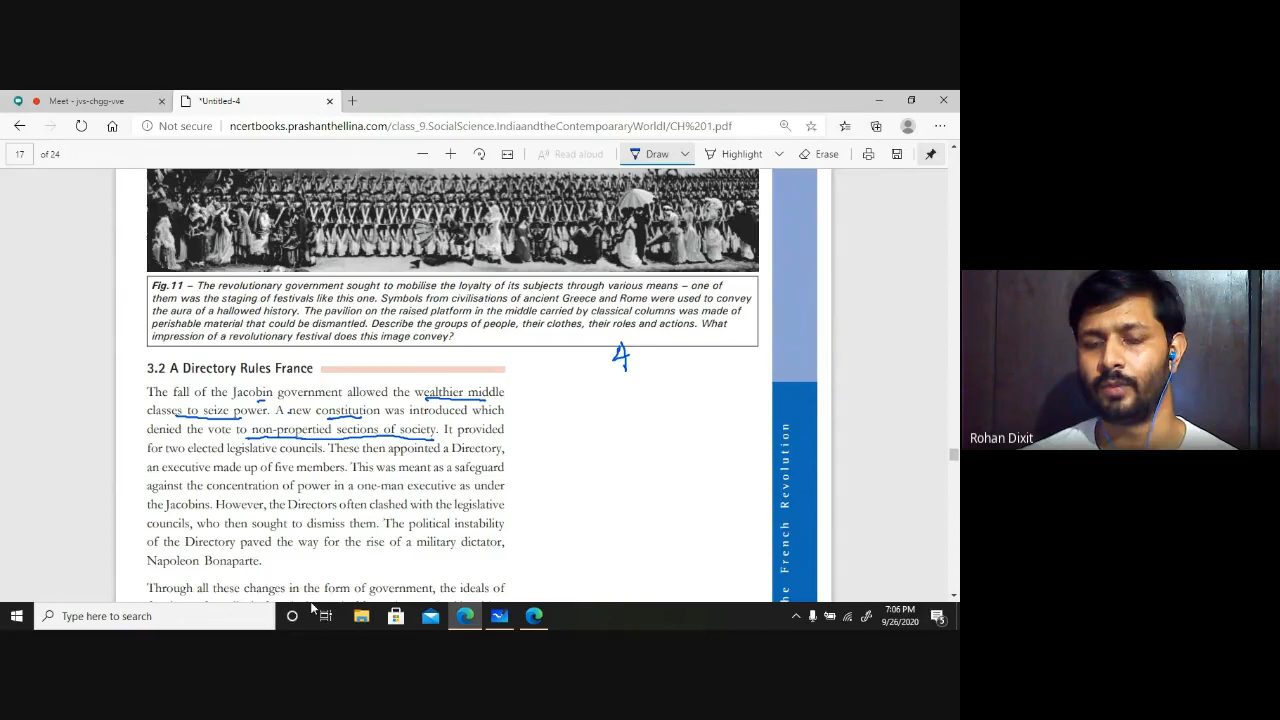 Meet - jvs-chgg-vve
*Untitled-4
Not secure
ncertbooks.prashanthellina.com/class_9.SocialScience.IndiaandtheContempoararyWorldI/CH%201.pdf
17 of 24
Read aloud
Draw
Highlight
Erase
Fig.11 – The revolutionary government sought to mobilise the loyalty of its subjects through various means – one of
them was the staging of festivals like this one. Symbols from civilisations of ancient Greece and Rome were used to convey
the aura of a hallowed history. The pavilion on the raised platform in the middle carried by classical columns was made of
perishable material that could be dismantled. Describe the groups of people, their clothes, their roles and actions. What
impression of a revolutionary festival does this image convey?
4
3.2 A Directory Rules France
The fall of the Jacobin government allowed the wealthier middle
classes to seize power. A new constitution was introduced which
denied the vote to non-propertied sections of society. It provided
for two elected legislative councils. These then appointed a Directory,
an executive made up of five members. This was meant as a safeguard
against the concentration of power in a one-man executive as under
the Jacobins. However, the Directors often clashed with the legislative
councils, who then sought to dismiss them. The political instability
of the Directory paved the way for the rise of a military dictator,
Napoleon Bonaparte.
Through all these changes in the form of government, the ideals of
he French Revolution
Rohan Dixit
Type here to search
7:06 PM
9/26/2020
5